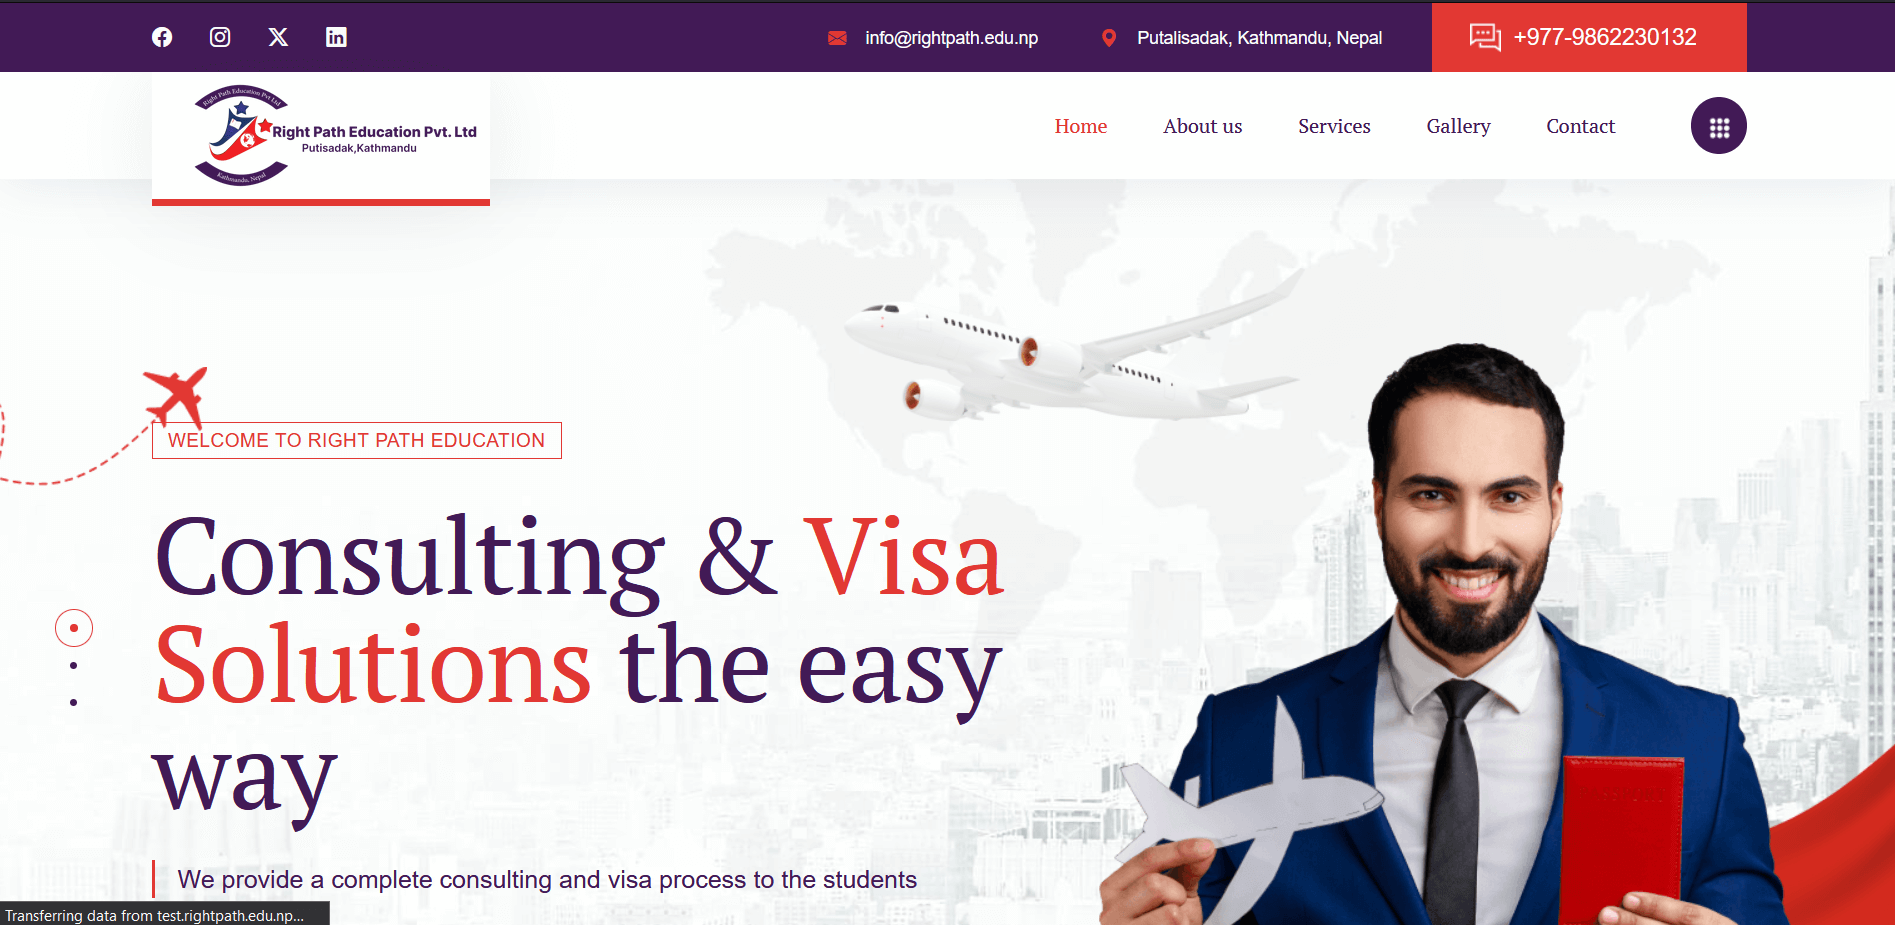 info@rightpath.edu.np
Putalisadak, Kathmandu, Nepal
+977-9862230132
Right Path Education Pvt Ltd
Right Path Education Pvt. Ltd
Putisadak,Kathmandu
Kathmandu, Nepal
Home
About us
Services
Gallery
Contact
WELCOME TO RIGHT PATH EDUCATION
Consulting & Visa
Solutions the easy
way
We provide a complete consulting and visa process to the students
Transferring data from test.rightpath.edu.np...